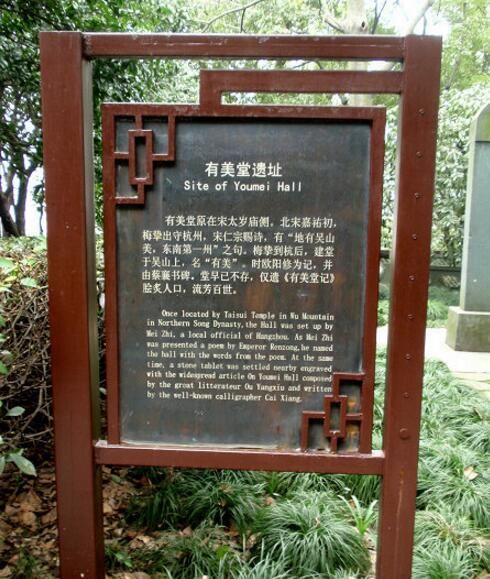 有美堂遗址
Site of Youmei Hall
有美堂原在宋太岁庙侧。北宋嘉祐初,
梅挚出守杭州,宋仁宗赐诗,有“地有吴山
美,东南第一州”之句。梅挚到杭后,建堂
于吴山上,名“有美”。时欧阳修为记,并
由蔡襄书碑。堂早已不存,仅遗《有美堂记》
脍炙人口,流芳百世。
Once located by Taisui Temple in Wu Mountain
in Northern Song Dynasty, the Hall was set up by
Mei Zhi, a local official of Hangzhou. As Mei Zhi
was presented a poem by Emperor Renzong, he named
the hall with the words from the poem. At the same
time, a stone tablet was settled nearby engraved
with the widespread article On Youmei Hall composed
by the great litterateur Ou Yangxiu and written
by the well-known calligrapher Cai Xiang.